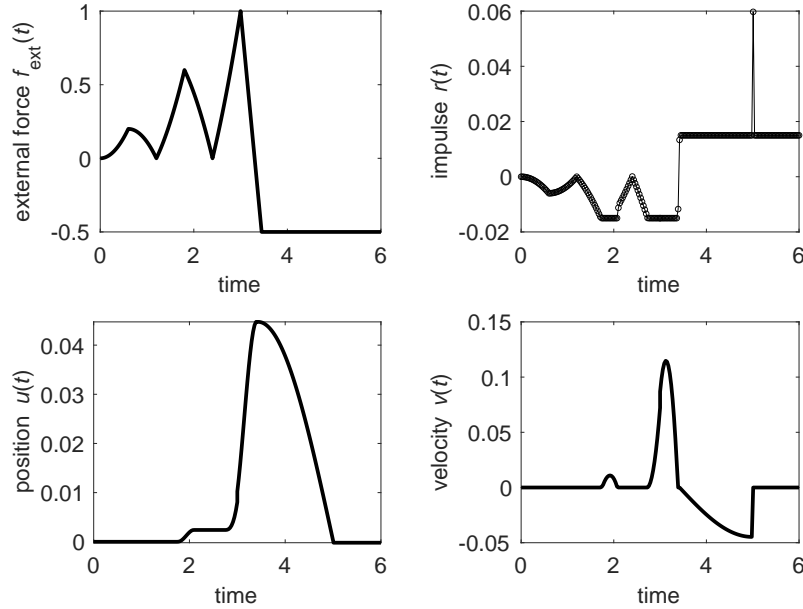 external force f_ext(t)
1
0.5
0
-0.5
0 2 4 6
time
impulse r(t)
0.06
0.04
0.02
0
-0.02
0 2 4 6
time
position u(t)
0.04
0.03
0.02
0.01
0
0 2 4 6
time
velocity v(t)
0.15
0.1
0.05
0
-0.05
0 2 4 6
time